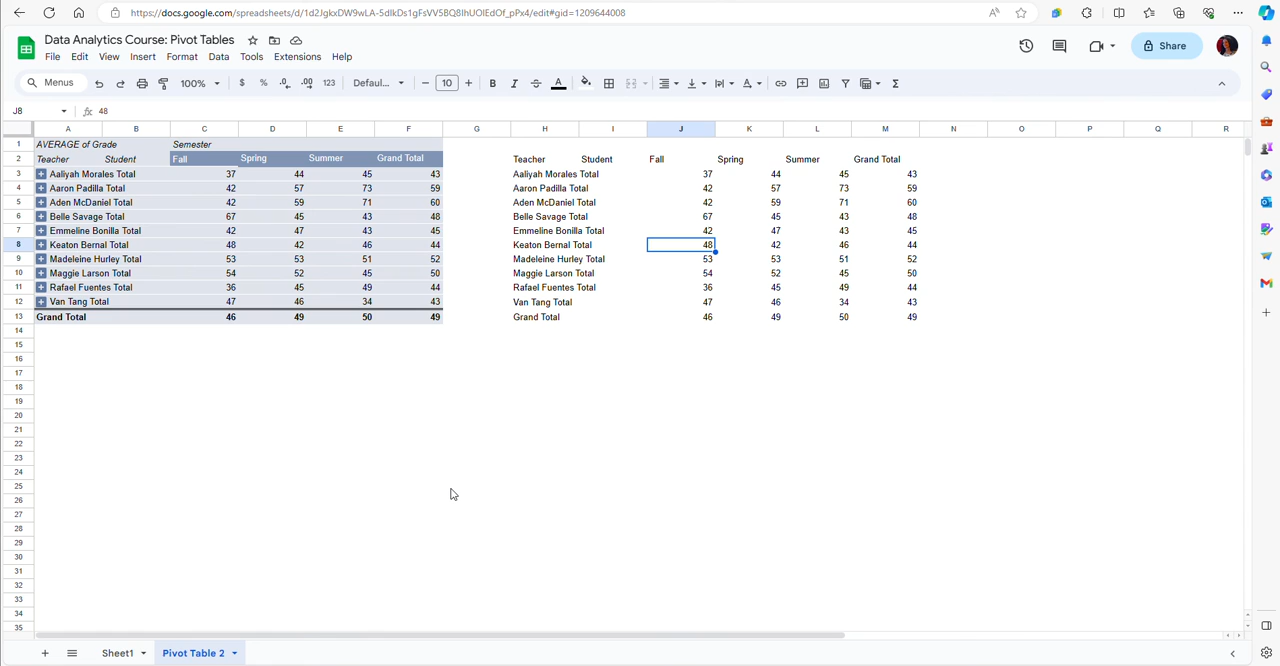 https://docs.google.com/spreadsheets/d/1d2JgkxDW9wLA-5dlkDs1gFsVV5BQ8IhUOlEdOf_pPx4/edit#gid=1209644008
Data Analytics Course: Pivot Tables
File Edit View Insert Format Data Tools Extensions Help
Share
Menus 100% $ % .0 .00 123 Defaul... 10 B I S A Σ
J8 fx 48
A B C D E F G H I J K L M N O P Q R
1 AVERAGE of Grade Semester
2 Teacher Student Fall Spring Summer Grand Total Teacher Student Fall Spring Summer Grand Total
3 Aaliyah Morales Total 37 44 45 43 Aaliyah Morales Total 37 44 45 43
4 Aaron Padilla Total 42 57 73 59 Aaron Padilla Total 42 57 73 59
5 Aden McDaniel Total 42 59 71 60 Aden McDaniel Total 42 59 71 60
6 Belle Savage Total 67 45 43 48 Belle Savage Total 67 45 43 48
7 Emmeline Bonilla Total 42 47 43 45 Emmeline Bonilla Total 42 47 43 45
8 Keaton Bernal Total 48 42 46 44 Keaton Bernal Total 48 42 46 44
9 Madeleine Hurley Total 53 53 51 52 Madeleine Hurley Total 53 53 51 52
10 Maggie Larson Total 54 52 45 50 Maggie Larson Total 54 52 45 50
11 Rafael Fuentes Total 36 45 49 44 Rafael Fuentes Total 36 45 49 44
12 Van Tang Total 47 46 34 43 Van Tang Total 47 46 34 43
13 Grand Total 46 49 50 49 Grand Total 46 49 50 49
14
15
16
17
18
19
20
21
22
23
24
25
26
27
28
29
30
31
32
33
34
35
Sheet1 Pivot Table 2